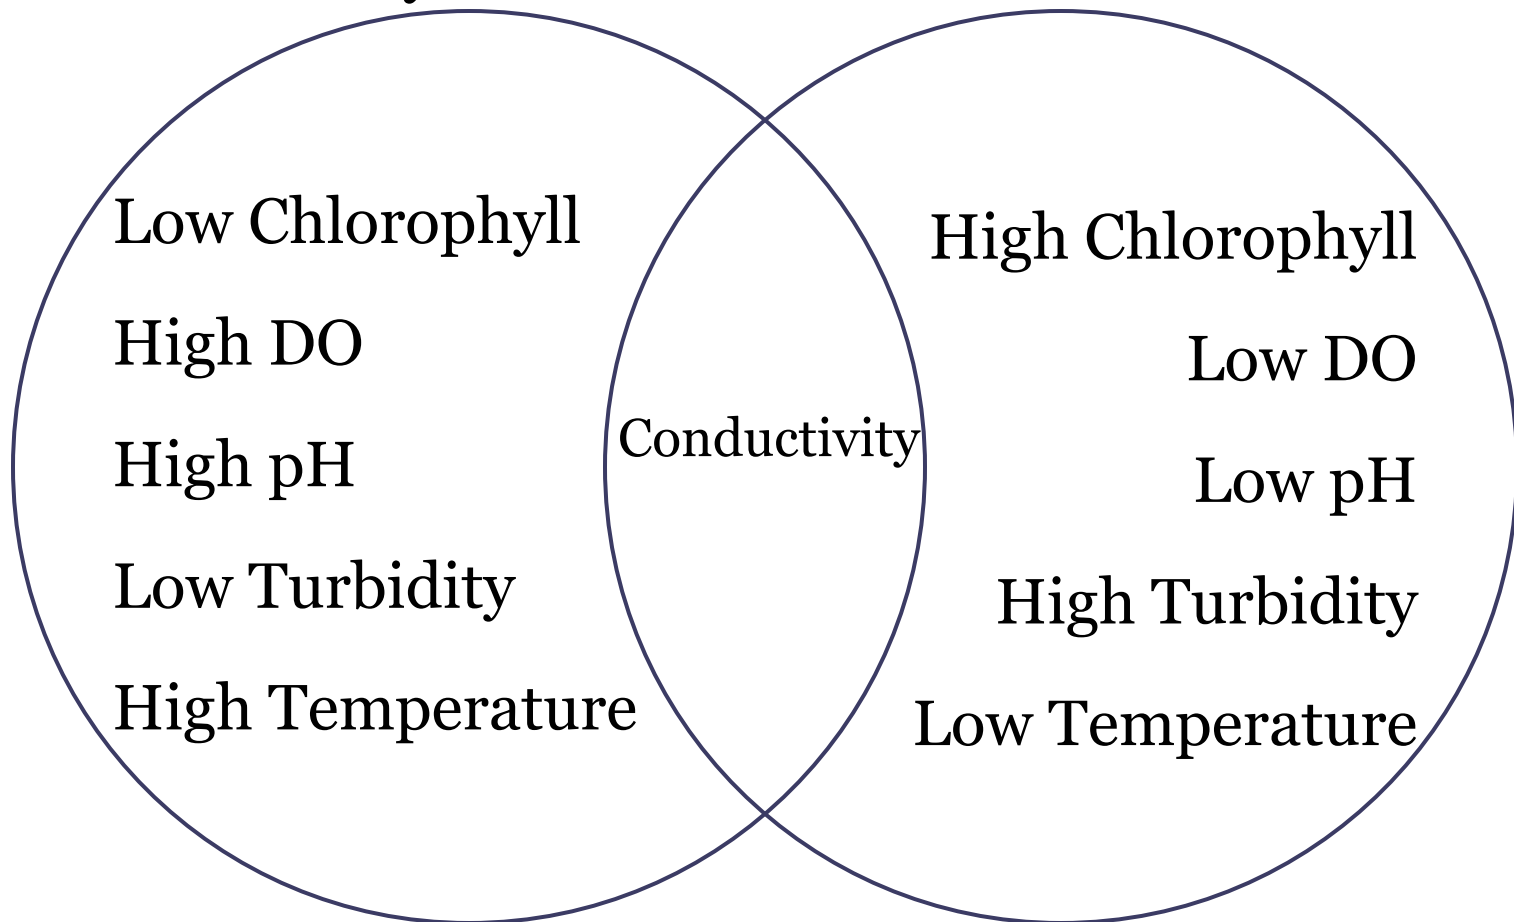 Low Chlorophyll
High DO
High pH
Low Turbidity
High Temperature
Conductivity
High Chlorophyll
Low DO
Low pH
High Turbidity
Low Temperature